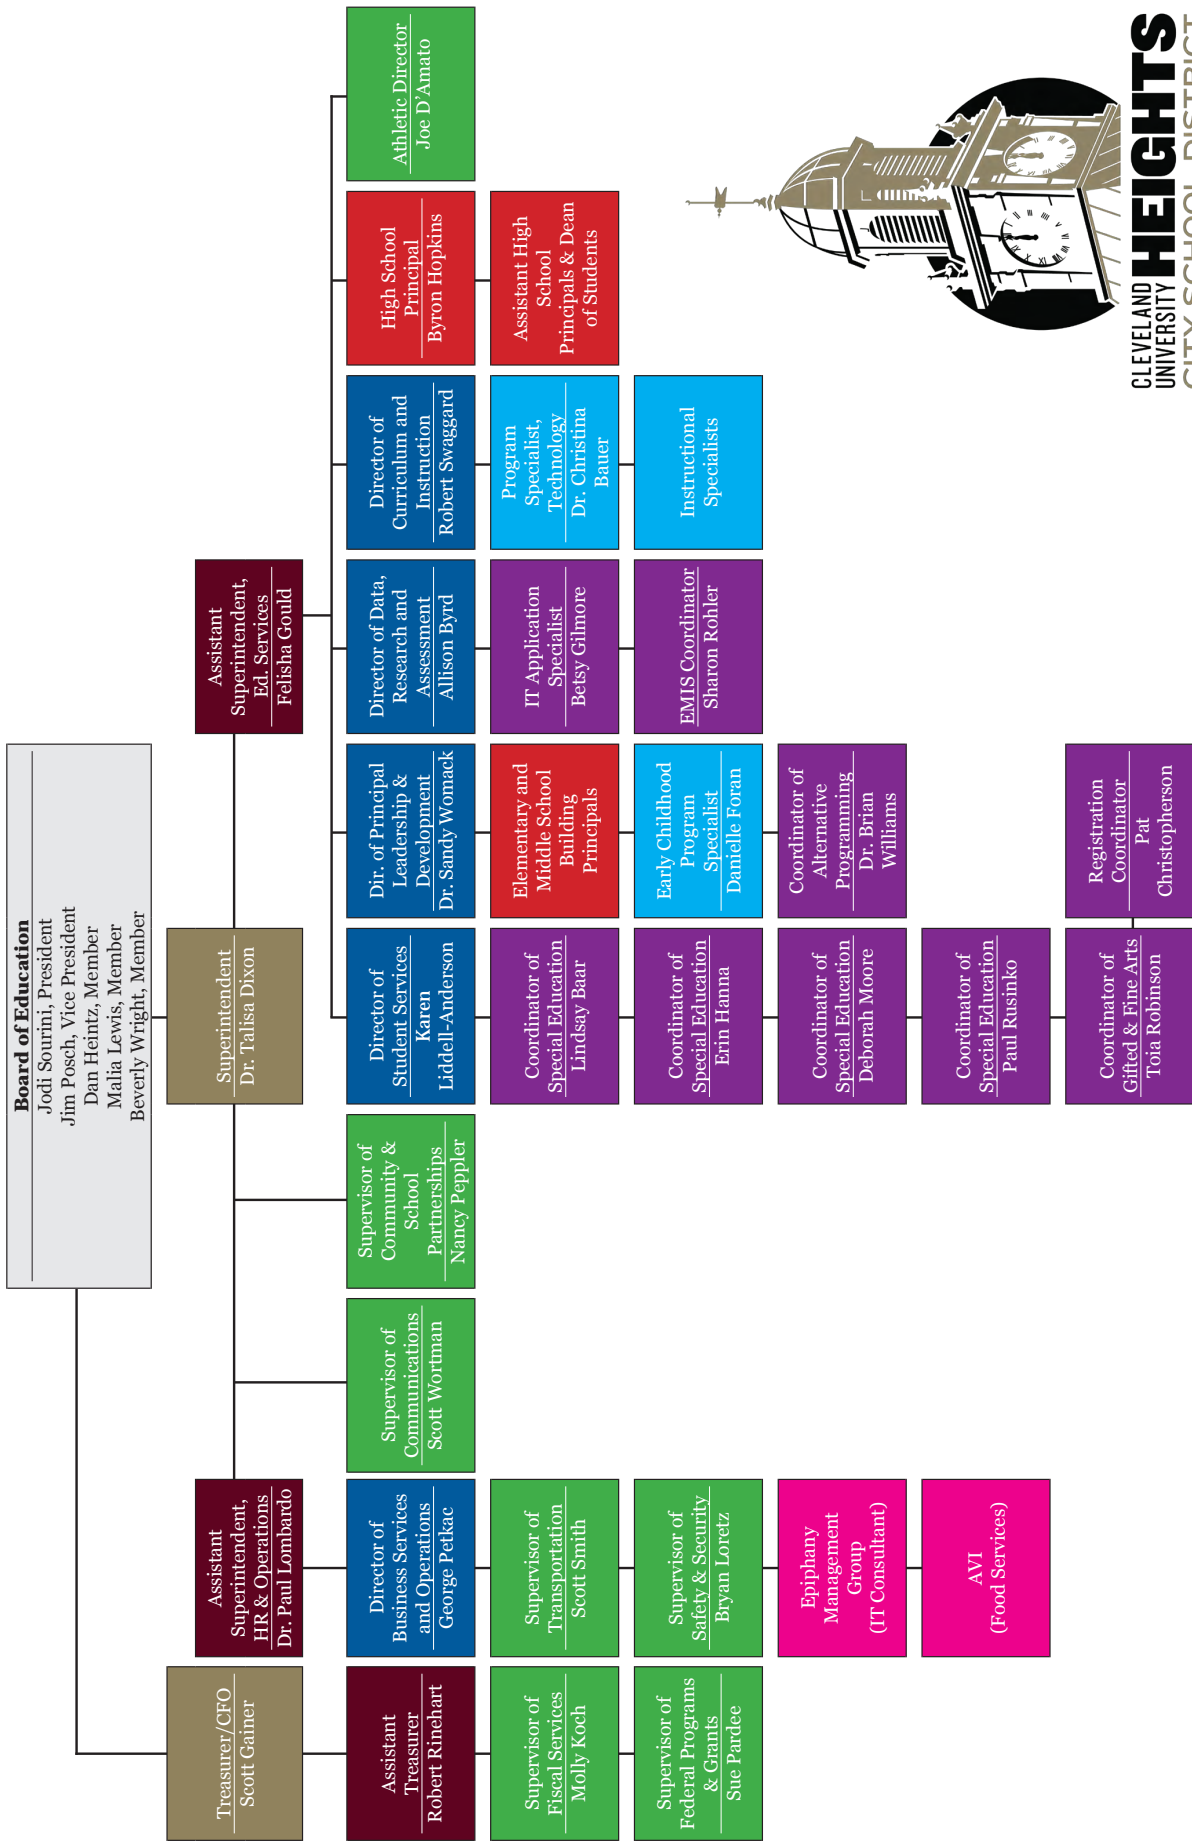 Board of Education
Jodi Sourini, President
Jim Posch, Vice President
Dan Heintz, Member
Malia Lewis, Member
Beverly Wright, Member
Treasurer/CFO
Scott Gainer
Superintendent
Dr. Talisa Dixon
Assistant
Superintendent,
HR & Operations
Dr. Paul Lombardo
Assistant
Superintendent,
Ed. Services
Felisha Gould
Assistant
Treasurer
Robert Rinehart
Supervisor of
Fiscal Services
Molly Koch
Supervisor of
Federal Programs
& Grants
Sue Pardee
Director of
Business Services
and Operations
George Petkac
Supervisor of
Transportation
Scott Smith
Supervisor of
Safety & Security
Bryan Loretz
Epiphany
Management
Group
(IT Consultant)
AVI
(Food Services)
Supervisor of
Communications
Scott Wortman
Supervisor of
Community &
School
Partnerships
Nancy Peppler
Director of
Student Services
Karen
Liddell-Anderson
Coordinator of
Special Education
Lindsay Baar
Coordinator of
Special Education
Erin Hanna
Coordinator of
Special Education
Deborah Moore
Coordinator of
Special Education
Paul Rusinko
Coordinator of
Gifted & Fine Arts
Toia Robinson
Registration
Coordinator
Pat
Christopherson
Dir. of Principal
Leadership &
Development
Dr. Sandy Womack
Elementary and
Middle School
Building
Principals
Early Childhood
Program
Specialist
Danielle Foran
Coordinator of
Alternative
Programming
Dr. Brian
Williams
Director of Data,
Research and
Assessment
Allison Byrd
IT Application
Specialist
Betsy Gilmore
EMIS Coordinator
Sharon Rohler
Director of
Curriculum and
Instruction
Robert Swaggard
Program
Specialist,
Technology
Dr. Christina
Bauer
Instructional
Specialists
High School
Principal
Byron Hopkins
Assistant High
School
Principals & Dean
of Students
Athletic Director
Joe D'Amato
CLEVELAND
UNIVERSITY
HEIGHTS
CITY SCHOOL DISTRICT